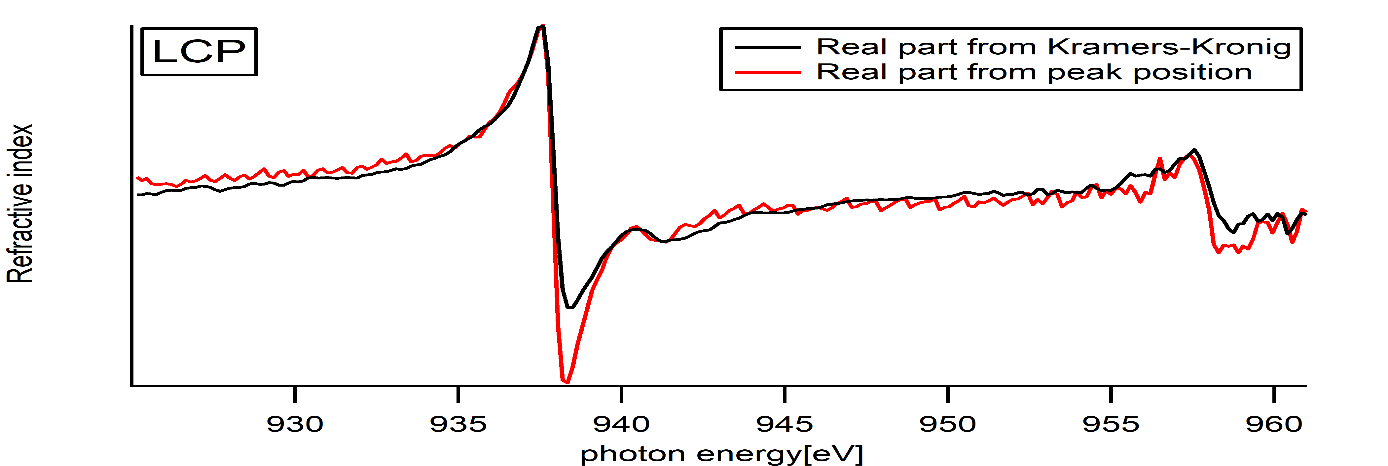 LCP
Real part from Kramers-Kronig
Real part from peak position
Refractive index
930 935 940 945 950 955 960
photon energy[eV]